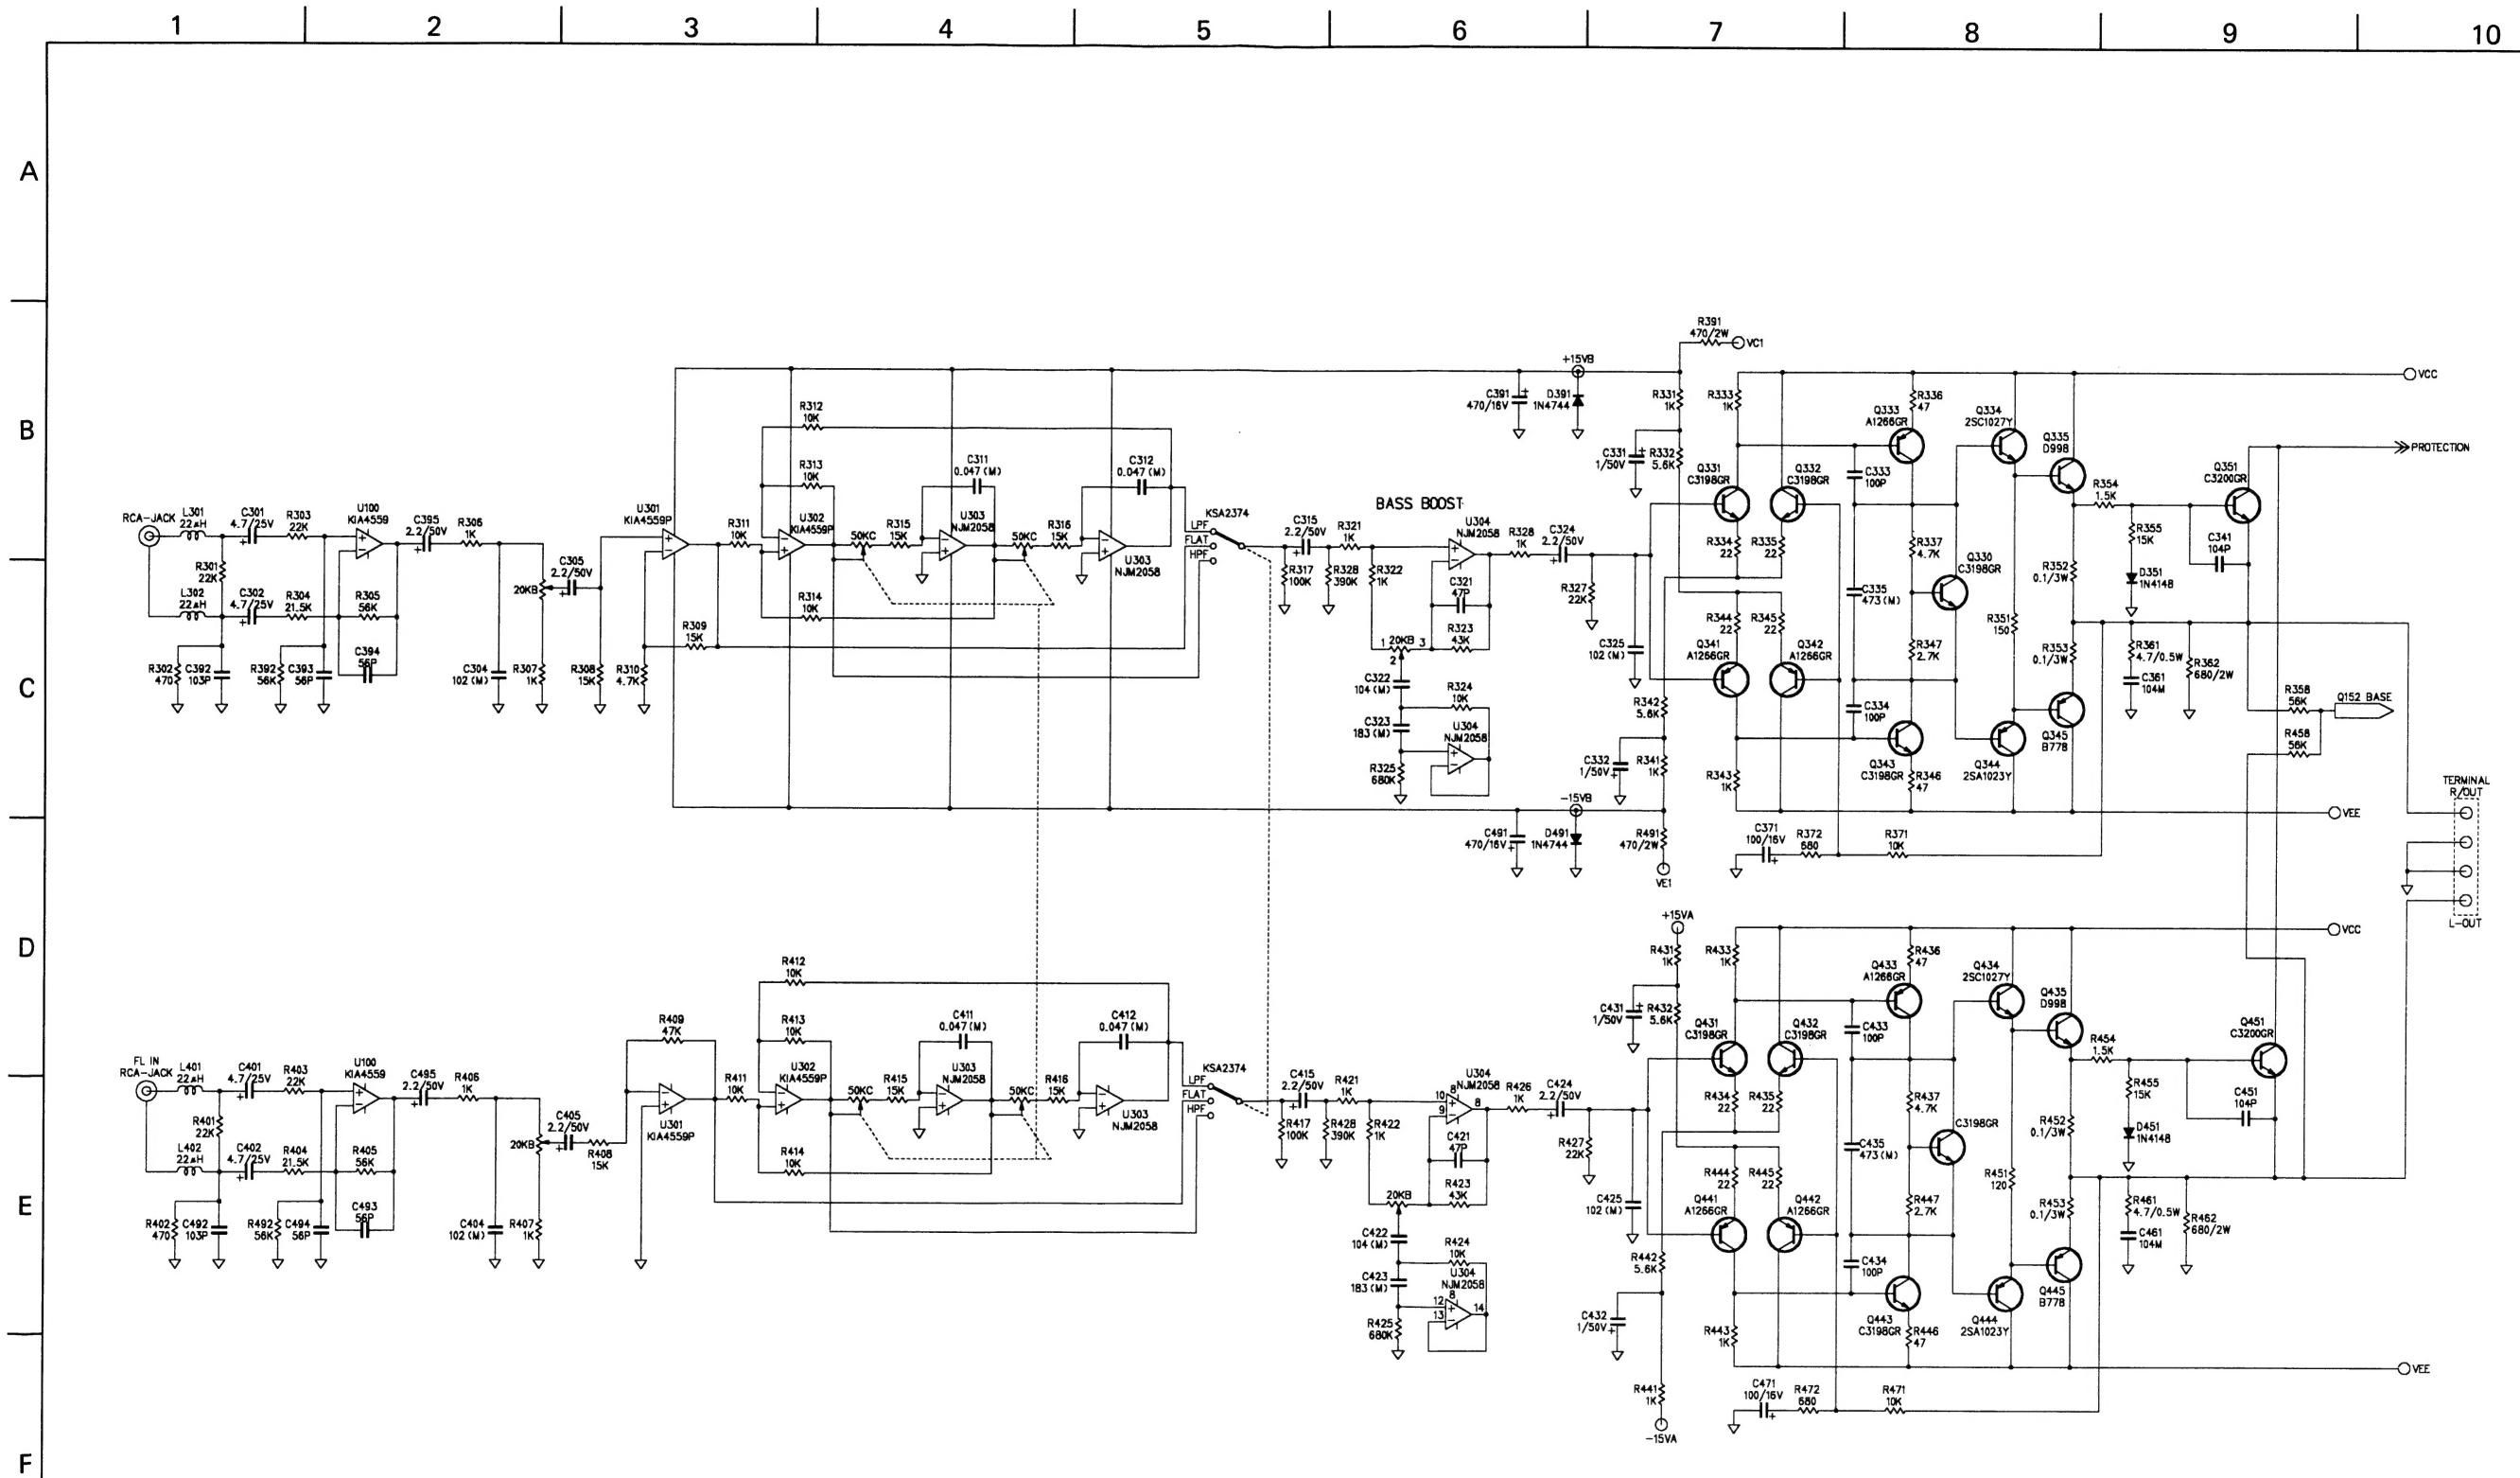 1 2 3 4 5 6 7 8 9 10
A
B
C
D
E
F
R391
470/2W
VC1
+15VB
VCC
C391
470/16V
D391
1N4744
R331
1K
R333
1K
R336
47
Q333
A1266GR
Q334
2SC1027Y
Q335
D998
PROTECTION
R312
10K
R313
10K
C311
0.047(M)
C312
0.047(M)
C331
1/50V
R332
5.6K
Q331
C3198GR
Q332
C3198GR
C333
100P
R354
1.5K
Q351
C3200GR
BASS BOOST
RCA-JACK
L301
22uH
C301
4.7/25V
R303
22K
U100
KIA4559
C395
2.2/50V
R306
1K
U301
KIA4559P
R311
10K
U302
KIA4559P
50KC
R315
15K
U303
NJM2058
50KC
R316
15K
U303
NJM2058
KSA2374
LPF
FLAT
HPF
C315
2.2/50V
R321
1K
U304
NJM2058
R328
1K
C324
2.2/50V
R334
22
R335
22
R337
4.7K
Q330
C3198GR
R355
15K
C341
104P
R301
22K
L302
22uH
C302
4.7/25V
R304
21.5K
R305
56K
C394
56P
20KB
C305
2.2/50V
R314
10K
R309
15K
R317
100K
R328
390K
R322
1K
C321
47P
R323
43K
R327
22K
C335
473(M)
R352
0.1/3W
D351
1N4148
R344
22
R345
22
R351
150
R302
470
C392
103P
R392
56K
C393
56P
C304
102(M)
R307
1K
R308
15K
R310
4.7K
1 20KB 3
2
C322
104(M)
R324
10K
C325
102(M)
Q341
A1266GR
Q342
A1266GR
R347
2.7K
R353
0.1/3W
R361
4.7/0.5W
R362
680/2W
C361
104M
R342
5.6K
C334
100P
R358
56K
Q152 BASE
C323
183(M)
U304
NJM2058
R325
680K
C332
1/50V
R341
1K
R343
1K
Q343
C3198GR
R346
47
Q344
2SA1023Y
Q345
B778
R458
56K
TERMINAL
R/OUT
-15VB
VEE
C491
470/16V
D491
1N4744
R491
470/2W
VE1
C371
100/16V
R372
680
R371
10K
L-OUT
+15VA
VCC
R431
1K
R433
1K
R436
47
Q433
A1266GR
Q434
2SC1027Y
Q435
D998
R412
10K
R409
47K
R413
10K
C411
0.047(M)
C412
0.047(M)
C431
1/50V
R432
5.6K
Q431
C3198GR
Q432
C3198GR
C433
100P
R454
1.5K
Q451
C3200GR
FL IN
RCA-JACK
L401
22uH
C401
4.7/25V
R403
22K
U100
KIA4559
C495
2.2/50V
R406
1K
U301
KIA4559P
R411
10K
U302
KIA4559P
50KC
R415
15K
U303
NJM2058
50KC
R416
15K
U303
NJM2058
KSA2374
LPF
FLAT
HPF
C415
2.2/50V
R421
1K
10
9
8
8
U304
NJM2058
R426
1K
C424
2.2/50V
R434
22
R435
22
R437
4.7K
C3198GR
R455
15K
C451
104P
R401
22K
L402
22uH
C402
4.7/25V
R404
21.5K
R405
56K
C493
56P
20KB
C405
2.2/50V
R408
15K
R414
10K
R417
100K
R428
390K
R422
1K
C421
47P
R423
43K
R427
22K
C435
473(M)
R452
0.1/3W
D451
1N4148
R444
22
R445
22
R451
120
R402
470
C492
103P
R492
56K
C494
56P
C404
102(M)
R407
1K
20KB
C422
104(M)
R424
10K
C425
102(M)
Q441
A1266GR
Q442
A1266GR
R447
2.7K
R453
0.1/3W
R461
4.7/0.5W
R462
680/2W
C461
104M
R442
5.6K
C434
100P
C423
183(M)
U304
NJM2058
8
12
13
14
R425
680K
C432
1/50V
R443
1K
Q443
C3198GR
R446
47
Q444
2SA1023Y
Q445
B778
VEE
R441
1K
-15VA
C471
100/16V
R472
680
R471
10K